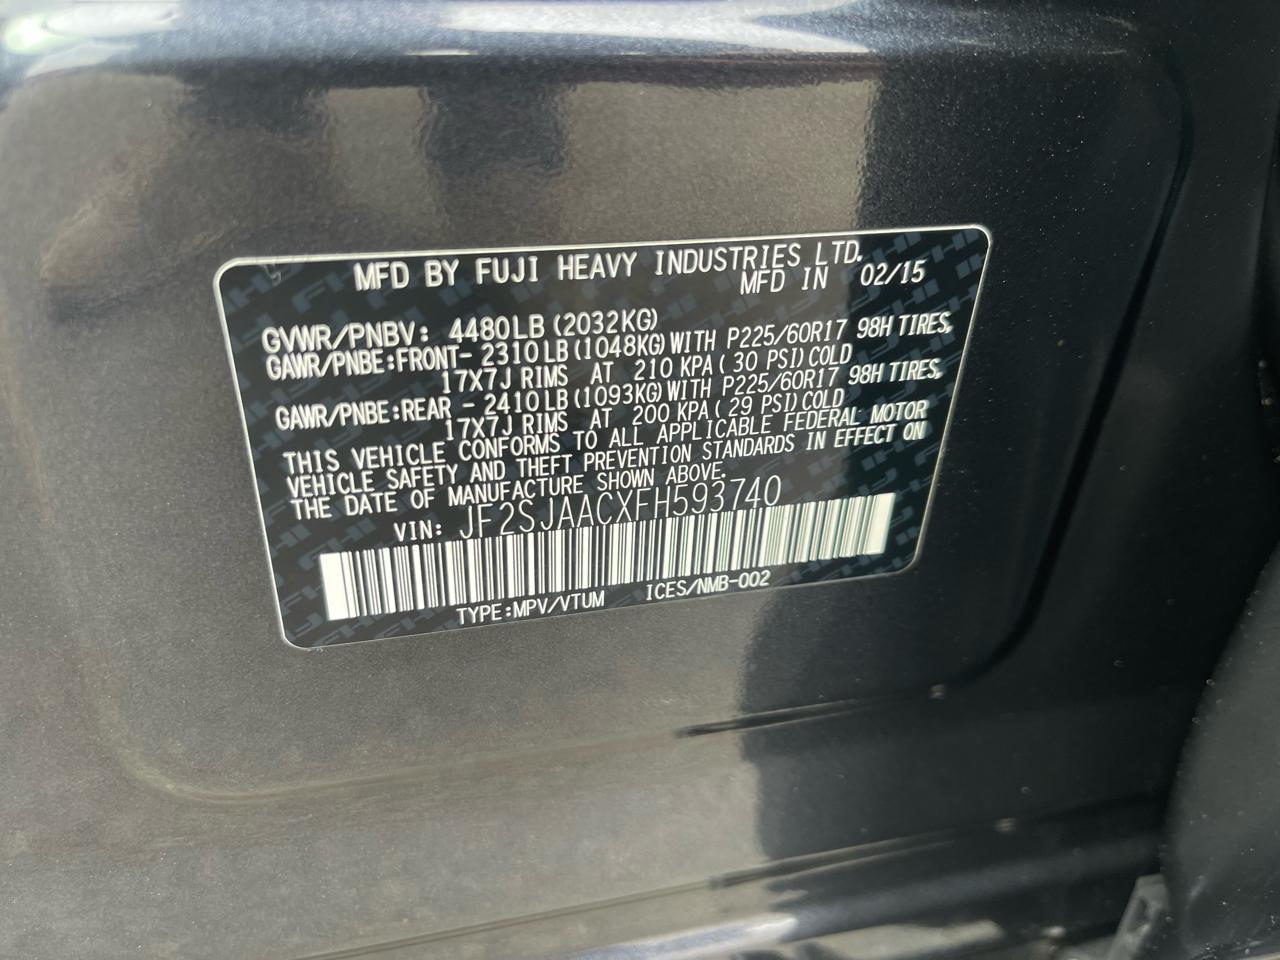 MFD BY FUJI HEAVY INDUSTRIES LTD.
MFD IN 02/15
GVWR/PNBV: 4480LB (2032KG)
GAWR/PNBE:FRONT- 2310LB (1048KG) WITH P225/60R17 98H TIRES,
17X7J RIMS AT 210 KPA ( 30 PSI) COLD
GAWR/PNBE:REAR - 2410LB (1093KG) WITH P225/60R17 98H TIRES,
17X7J RIMS AT 200 KPA ( 29 PSI) COLD
THIS VEHICLE CONFORMS TO ALL APPLICABLE FEDERAL MOTOR
VEHICLE SAFETY AND THEFT PREVENTION STANDARDS IN EFFECT ON
THE DATE OF MANUFACTURE SHOWN ABOVE.
VIN: JF2SJAACXFH593740
TYPE:MPV/VTUM ICES/NMB-002